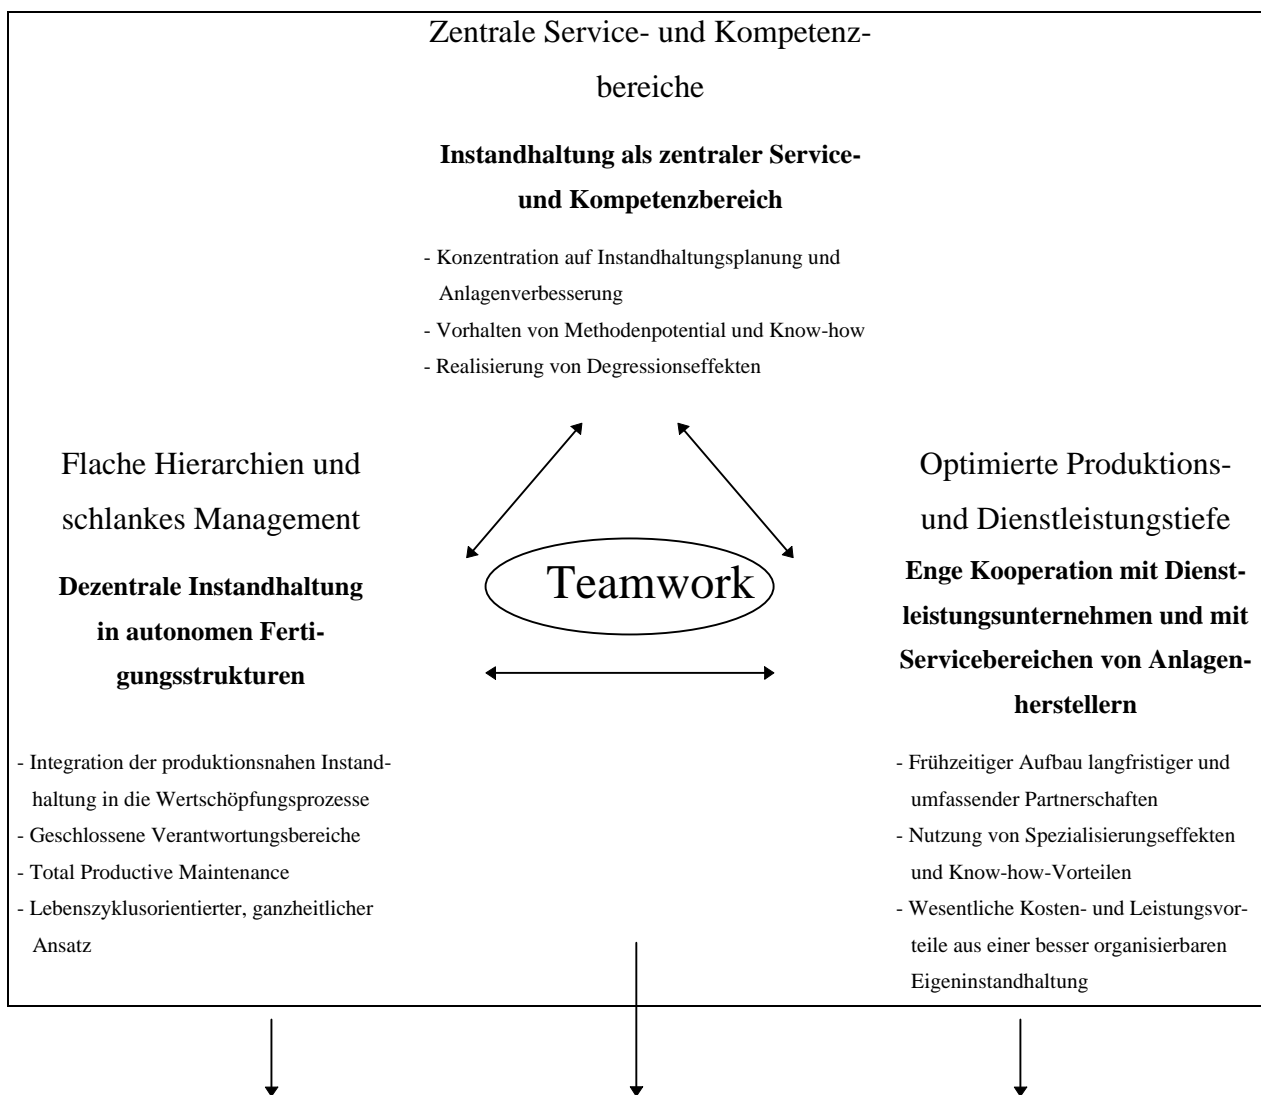 Zentrale Service- und Kompetenz-
bereiche
Instandhaltung als zentraler Service-
und Kompetenzbereich
- Konzentration auf Instandhaltungsplanung und
Anlagenverbesserung
- Vorhalten von Methodenpotential und Know-how
- Realisierung von Degressionseffekten
Flache Hierarchien und
schlankes Management
Dezentrale Instandhaltung
in autonomen Ferti-
gungsstrukturen
- Integration der produktionsnahen Instand-
haltung in die Wertschöpfungsprozesse
- Geschlossene Verantwortungsbereiche
- Total Productive Maintenance
- Lebenszyklusorientierter, ganzheitlicher
Ansatz
Teamwork
Optimierte Produktions-
und Dienstleistungstiefe
Enge Kooperation mit Dienst-
leistungsunternehmen und mit
Servicebereichen von Anlagen-
herstellern
- Frühzeitiger Aufbau langfristiger und
umfassender Partnerschaften
- Nutzung von Spezialisierungseffekten
und Know-how-Vorteilen
- Wesentliche Kosten- und Leistungsvor-
teile aus einer besser organisierbaren
Eigeninstandhaltung